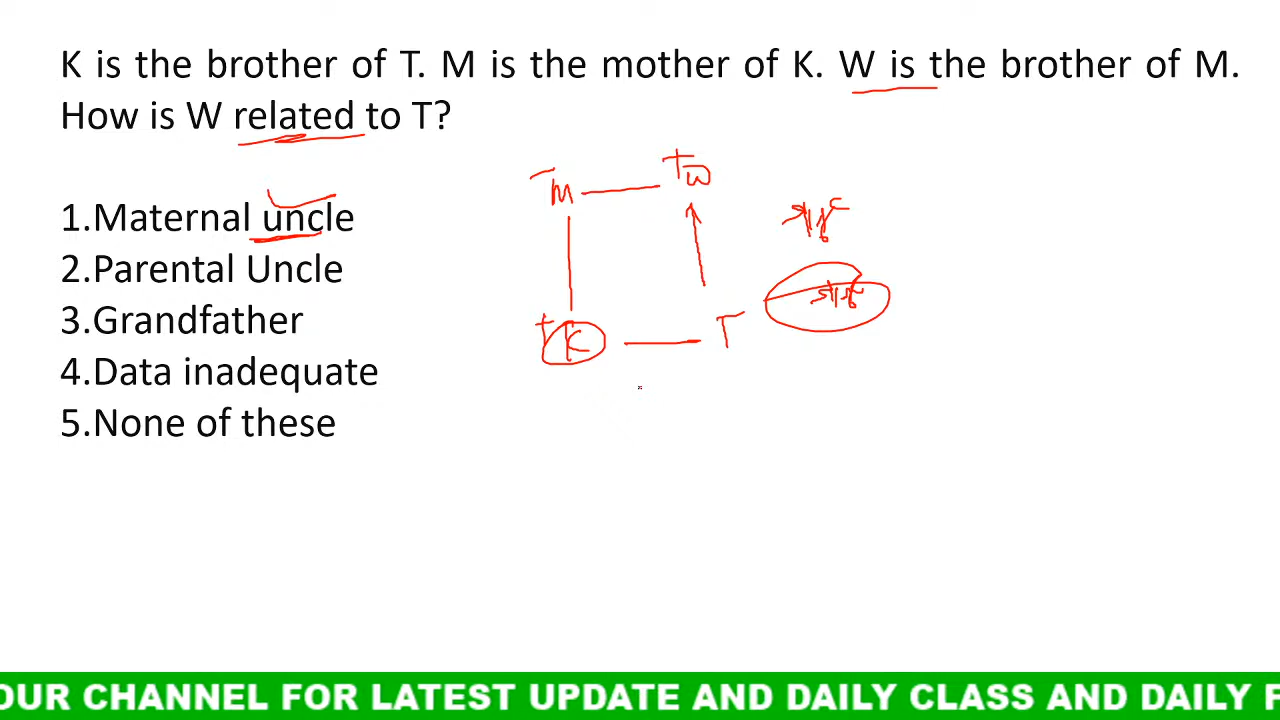 K is the brother of T. M is the mother of K. W is the brother of M.
How is W related to T?
1.Maternal uncle
2.Parental Uncle
3.Grandfather
4.Data inadequate
5.None of these
- M + W
+ K T
OUR CHANNEL FOR LATEST UPDATE AND DAILY CLASS AND DAILY F